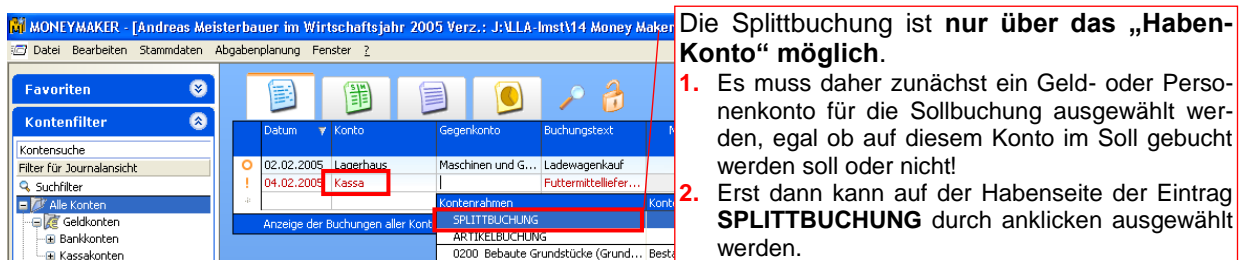 MONEYMAKER - [Andreas Meisterbauer im Wirtschaftsjahr 2005 Verz.: J:\LLA-Imst\14 Money Maker
Datei Bearbeiten Stammdaten Abgabenplanung Fenster ?
Favoriten
Kontenfilter
Kontensuche
Filter für Journalansicht
Suchfilter
Alle Konten
Geldkonten
Bankkonten
Kassakonten
Datum Konto Gegenkonto Buchungstext
02.02.2005 Lagerhaus Maschinen und G... Ladewagenkauf
04.02.2005 Kassa Futtermittelliefer...
Kontenrahmen
Anzeige der Buchungen aller Kont
SPLITTBUCHUNG
ARTIKELBUCHUNG
0200 Bebaute Grundstücke (Grund... Best
Die Splittbuchung ist nur über das „Haben-
Konto“ möglich.
1. Es muss daher zunächst ein Geld- oder Perso-
nenkonto für die Sollbuchung ausgewählt wer-
den, egal ob auf diesem Konto im Soll gebucht
werden soll oder nicht!
2. Erst dann kann auf der Habenseite der Eintrag
SPLITTBUCHUNG durch anklicken ausgewählt
werden.